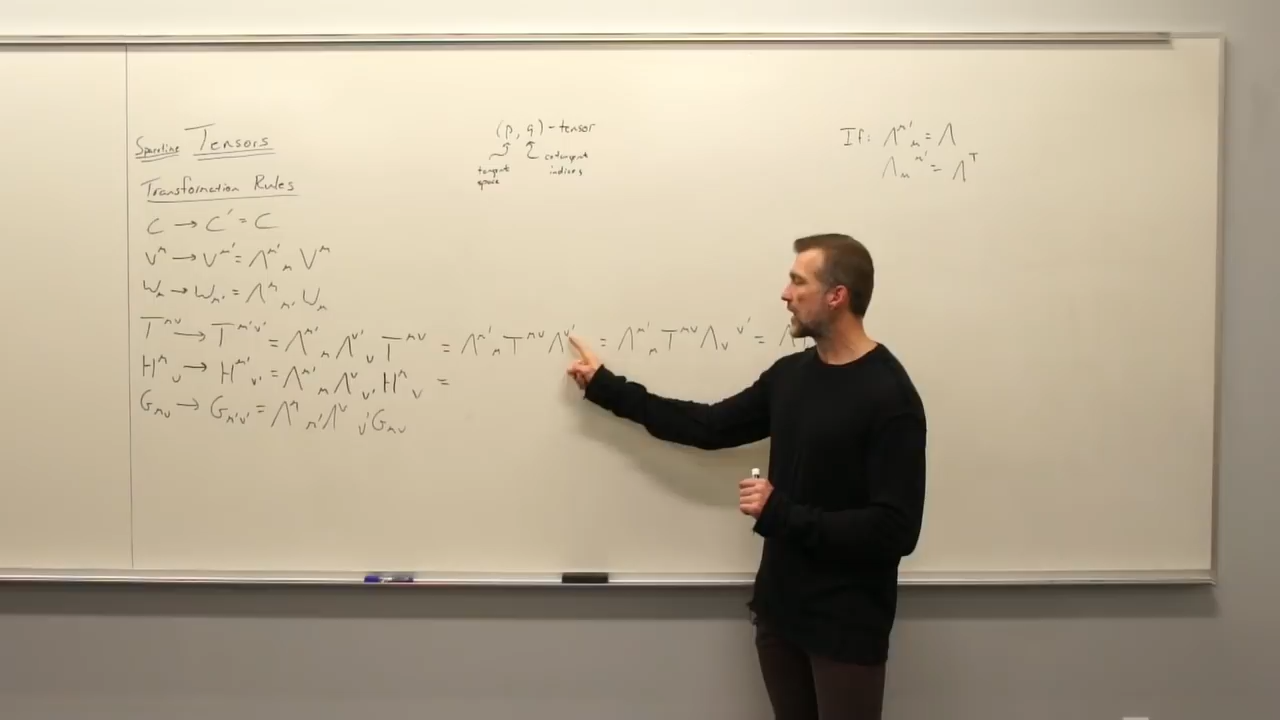 Spacetime Tensors
Transformation Rules
C → C' = C
V^μ → V^μ' = Λ^μ'_μ V^μ
W_μ → W_μ' = Λ^μ_μ' W_μ
T^μν → T^μ'ν' = Λ^μ'_μ Λ^ν'_ν T^μν = Λ^μ'_μ T^μν Λ^ν' = Λ^μ'_μ T^μν Λ_ν^ν' = Λ
H^μ_ν → H^μ'_ν' = Λ^μ'_μ Λ^ν_ν' H^μ_ν =
G_μν → G_μ'ν' = Λ^μ_μ' Λ^ν_ν' G_μν
(p, q) - tensor
tangent space
cotangent indices
If: Λ^μ'_μ = Λ
Λ_μ^μ' = Λ^T